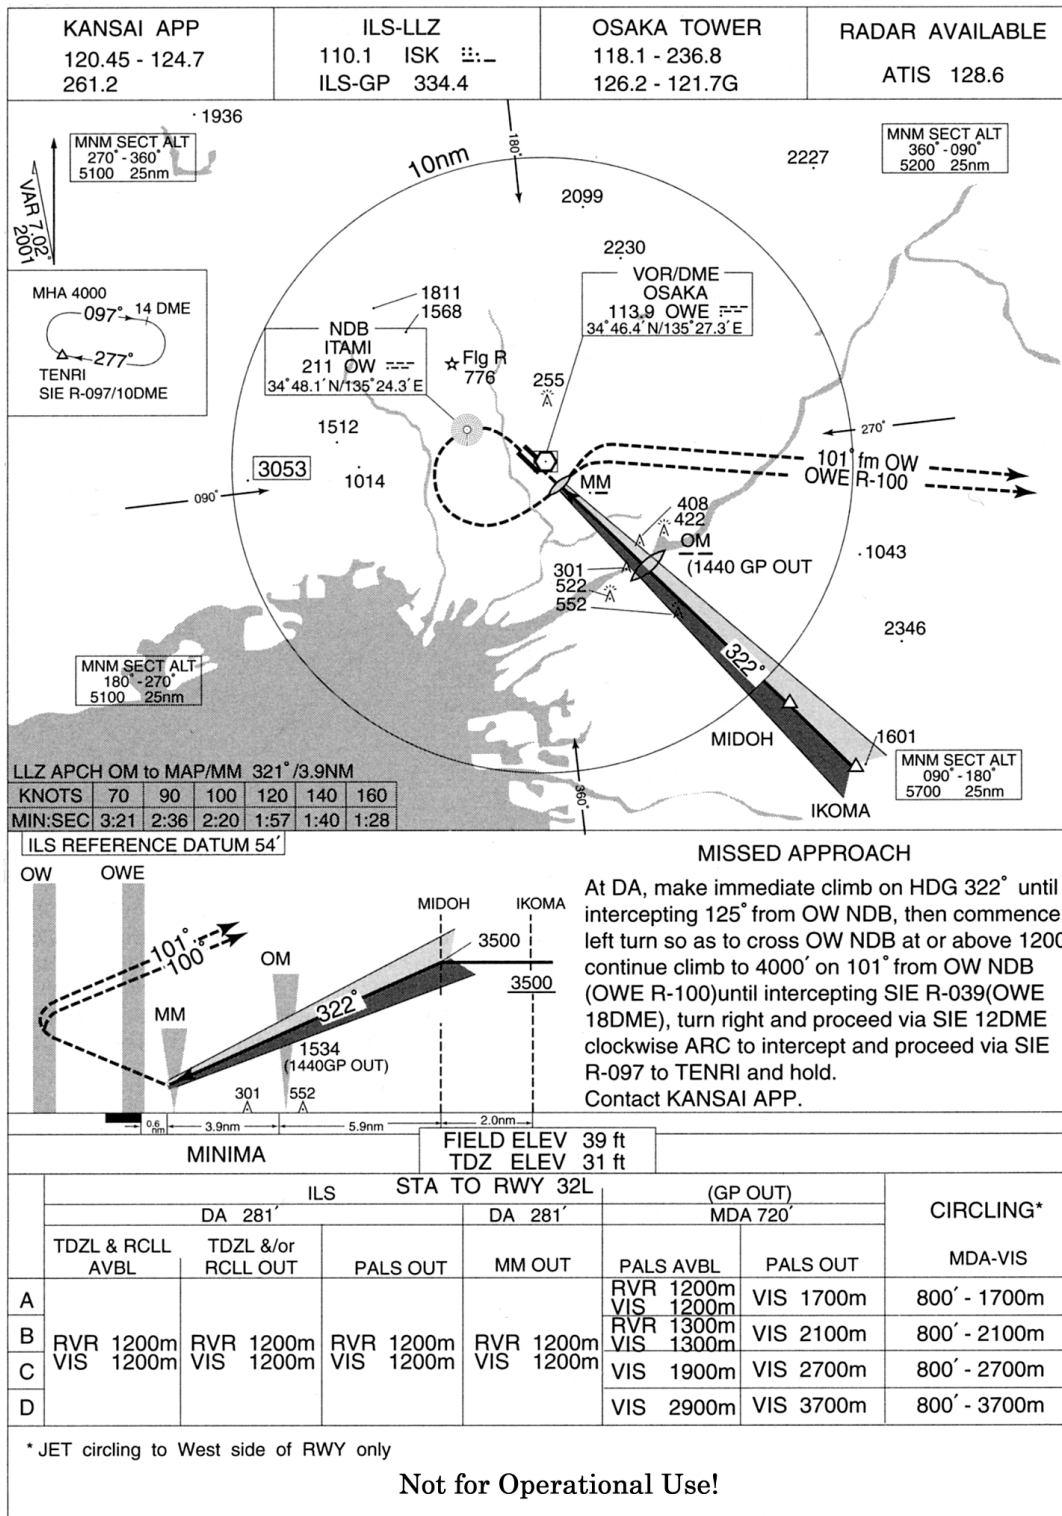 KANSAI APP
120.45 - 124.7
261.2
ILS-LLZ
110.1 ISK
ILS-GP 334.4
OSAKA TOWER
118.1 - 236.8
126.2 - 121.7G
RADAR AVAILABLE
ATIS 128.6
1936
MNM SECT ALT
270° - 360°
5100 25nm
VAR 7.02°
2001
180°
10nm
2227
MNM SECT ALT
360° - 090°
5200 25nm
2099
2230
MHA 4000
097°
14 DME
277°
TENRI
SIE R-097/10DME
1811
1568
NDB
ITAMI
211 OW
34°48.1′N/135°24.3′E
VOR/DME
OSAKA
113.9 OWE
34°46.4′N/135°27.3′E
Flg R
776
255
1512
3053
1014
090°
270°
101° fm OW
OWE R-100
MM
408
422
OM
(1440 GP OUT
301
522
552
1043
2346
322°
MIDOH
1601
IKOMA
MNM SECT ALT
180° - 270°
5100 25nm
MNM SECT ALT
090° - 180°
5700 25nm
360°
LLZ APCH OM to MAP/MM 321°/3.9NM
KNOTS 70 90 100 120 140 160
MIN:SEC 3:21 2:36 2:20 1:57 1:40 1:28
ILS REFERENCE DATUM 54′
OW OWE
MIDOH IKOMA
101°
100°
OM
MM
3500
3500
322°
1534
(1440GP OUT)
301
552
0.6
nm
3.9nm
5.9nm
2.0nm
MISSED APPROACH
At DA, make immediate climb on HDG 322° until
intercepting 125° from OW NDB, then commence
left turn so as to cross OW NDB at or above 1200
continue climb to 4000′ on 101° from OW NDB
(OWE R-100)until intercepting SIE R-039(OWE
18DME), turn right and proceed via SIE 12DME
clockwise ARC to intercept and proceed via SIE
R-097 to TENRI and hold.
Contact KANSAI APP.
MINIMA
FIELD ELEV 39 ft
TDZ ELEV 31 ft
STA TO RWY 32L
ILS
(GP OUT)
CIRCLING*
DA 281′
DA 281′
MDA 720′
TDZL & RCLL
AVBL
TDZL &/or
RCLL OUT
PALS OUT
MM OUT
PALS AVBL
PALS OUT
MDA-VIS
A
RVR 1200m
VIS 1200m
VIS 1700m
800′ - 1700m
B
RVR 1200m
VIS 1200m
RVR 1200m
VIS 1200m
RVR 1200m
VIS 1200m
RVR 1200m
VIS 1200m
RVR 1300m
VIS 1300m
VIS 2100m
800′ - 2100m
C
VIS 1900m
VIS 2700m
800′ - 2700m
D
VIS 2900m
VIS 3700m
800′ - 3700m
* JET circling to West side of RWY only
Not for Operational Use!